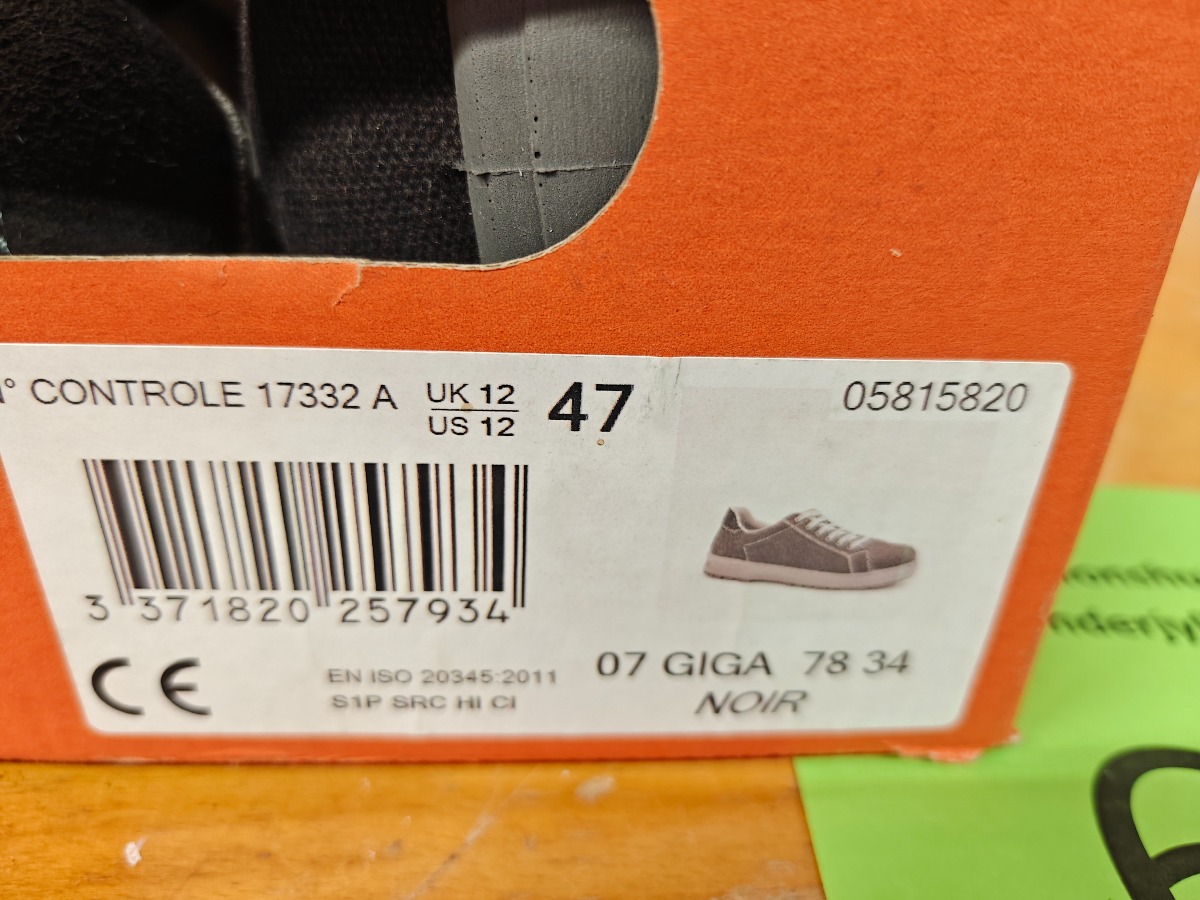 N° CONTROLE 17332 A
UK 12
US 12
47
05815820
3 371820 257934
CE
EN ISO 20345:2011
S1P SRC HI CI
07 GIGA 78 34
NOIR